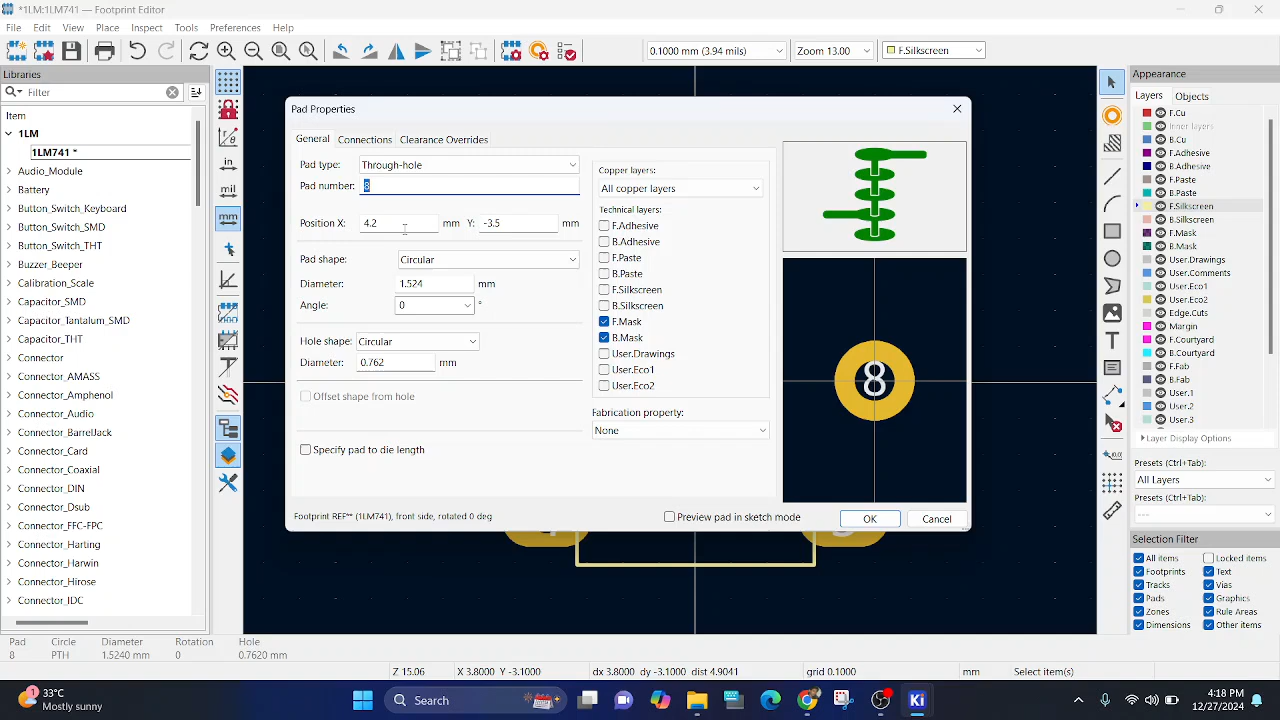 *1LM:1LM741] — Footprint Editor
File Edit View Place Inspect Tools Preferences Help
0.1000 mm (3.94 mils)
Zoom 13.00
F.Silkscreen
Libraries
Filter
Item
1LM
1LM741 *
Audio_Module
Battery
Button_Switch_Keyboard
Button_Switch_SMD
Button_Switch_THT
Buzzer_Beeper
Calibration_Scale
Capacitor_SMD
Capacitor_Tantalum_SMD
Capacitor_THT
Connector
Connector_AMASS
Connector_Amphenol
Connector_Audio
Connector_BarrelJack
Connector_Card
Connector_Coaxial
Connector_DIN
Connector_Dsub
Connector_FFC-FPC
Connector_Harting
Connector_Harwin
Connector_Hirose
Connector_IDC
in
mil
mm
Pad Properties
General Connections Clearance Overrides
Pad type: Through-hole
Pad number: 8
Position X: 4.2 mm Y: -3.5 mm
Pad shape: Circular
Diameter: 1.524 mm
Angle: 0 °
Hole shape: Circular
Diameter: 0.762 mm
Offset shape from hole
Specify pad to die length
Copper layers:
All copper layers
Technical layers:
F.Adhesive
B.Adhesive
F.Paste
B.Paste
F.Silkscreen
B.Silkscreen
F.Mask
B.Mask
User.Drawings
User.Eco1
User.Eco2
Fabrication property:
None
8
Footprint REF** (1LM741), front side, rotated 0 deg
Preview pad in sketch mode
OK
Cancel
Appearance
Layers Objects
F.Cu
Inner layers
B.Cu
F.Adhesive
B.Adhesive
F.Paste
B.Paste
F.Silkscreen
B.Silkscreen
F.Mask
B.Mask
User.Drawings
User.Comments
User.Eco1
User.Eco2
Edge.Cuts
Margin
F.Courtyard
B.Courtyard
F.Fab
B.Fab
User.1
User.2
User.3
Layer Display Options
Presets (Ctrl+Tab):
All Layers
Presets (Ctrl+Tab):
---
Selection Filter
All items Locked items
Footprints Text
Tracks Vias
Pads Graphics
Zones Rule Areas
Dimensions Other items
Pad Circle Diameter Rotation Hole
8 PTH 1.5240 mm 0 0.7620 mm
Z 15.06 X 3.8000 Y -3.1000 dx 3.8000 dy -3.1000 dist 4.9041 grid 0.1000 mm Select item(s)
33°C
Mostly sunny
Search
Ki
4:18 PM
12/27/2024